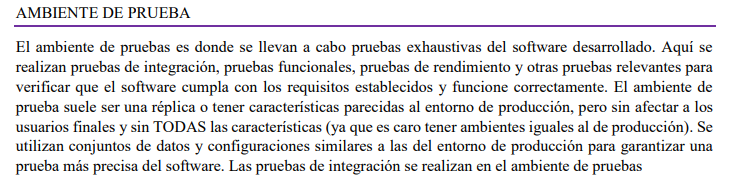 AMBIENTE DE PRUEBA
El ambiente de pruebas es donde se llevan a cabo pruebas exhaustivas del software desarrollado. Aquí se
realizan pruebas de integración, pruebas funcionales, pruebas de rendimiento y otras pruebas relevantes para
verificar que el software cumpla con los requisitos establecidos y funcione correctamente. El ambiente de
prueba suele ser una réplica o tener características parecidas al entorno de producción, pero sin afectar a los
usuarios finales y sin TODAS las características (ya que es caro tener ambientes iguales al de producción). Se
utilizan conjuntos de datos y configuraciones similares a las del entorno de producción para garantizar una
prueba más precisa del software. Las pruebas de integración se realizan en el ambiente de pruebas